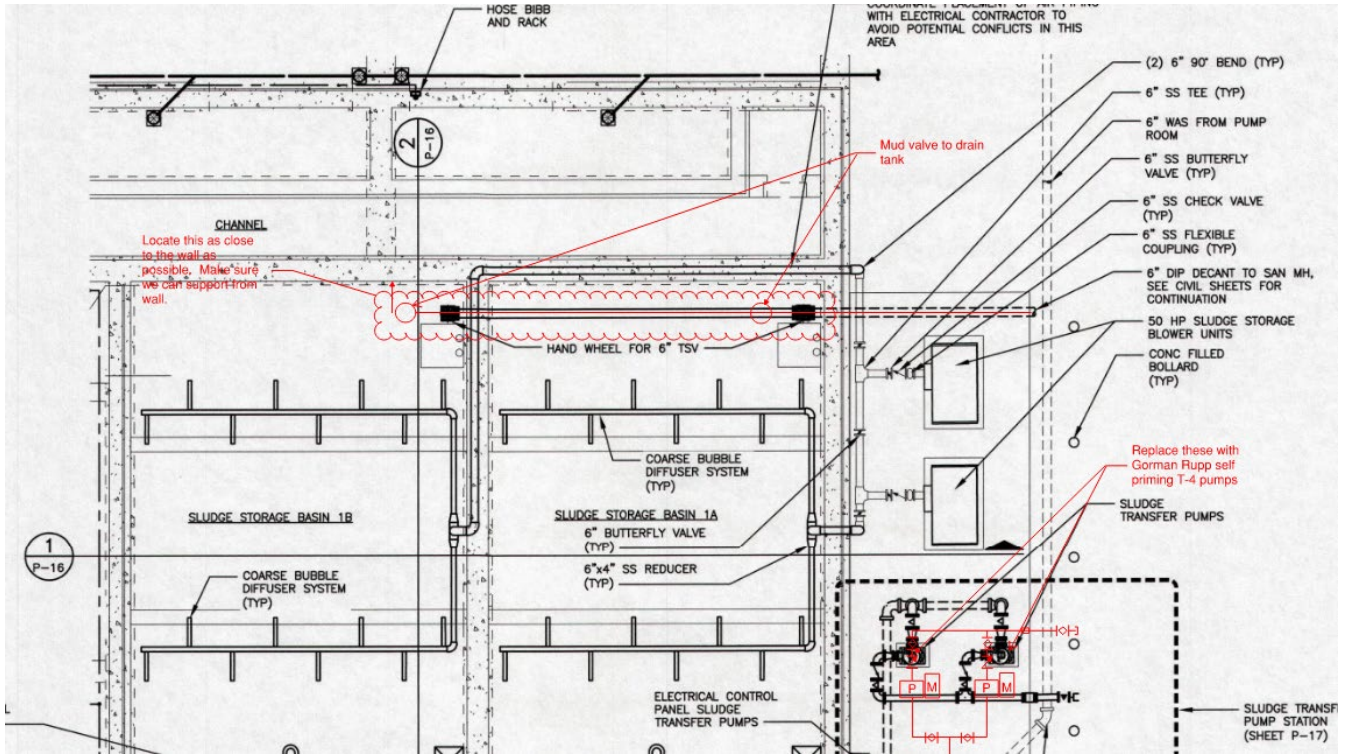 HOSE BIBB
AND RACK
COORDINATE PLACEMENT OF AIR PIPING
WITH ELECTRICAL CONTRACTOR TO
AVOID POTENTIAL CONFLICTS IN THIS
AREA
(2) 6" 90° BEND (TYP)
6" SS TEE (TYP)
6" WAS FROM PUMP
ROOM
6" SS BUTTERFLY
VALVE (TYP)
6" SS CHECK VALVE
(TYP)
6" SS FLEXIBLE
COUPLING (TYP)
6" DIP DECANT TO SAN MH,
SEE CIVIL SHEETS FOR
CONTINUATION
50 HP SLUDGE STORAGE
BLOWER UNITS
CONC FILLED
BOLLARD
(TYP)
2
P-16
Mud valve to drain
tank
CHANNEL
Locate this as close
to the wall as
possible. Make sure
we can support from
wall.
HAND WHEEL FOR 6" TSV
COARSE BUBBLE
DIFFUSER SYSTEM
(TYP)
Replace these with
Gorman Rupp self
priming T-4 pumps
SLUDGE
TRANSFER PUMPS
SLUDGE STORAGE BASIN 1B
SLUDGE STORAGE BASIN 1A
6" BUTTERFLY VALVE
(TYP)
6"x4" SS REDUCER
(TYP)
1
P-16
COARSE BUBBLE
DIFFUSER SYSTEM
(TYP)
P M
P M
ELECTRICAL CONTROL
PANEL SLUDGE
TRANSFER PUMPS
SLUDGE TRANSF
PUMP STATION
(SHEET P-17)